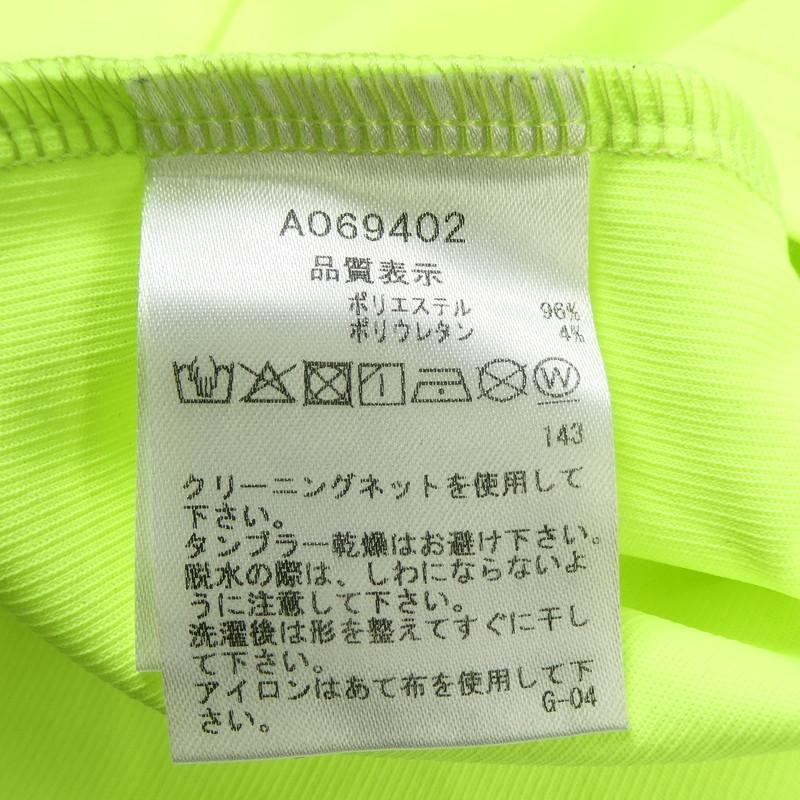 A069402
品質表示
ポリエステル 96%
ポリウレタン 4%
W
143
クリーニングネットを使用して
下さい。
タンブラー乾燥はお避け下さい。
脱水の際は、しわにならないよ
うに注意して下さい。
洗濯後は形を整えてすぐに干し
て下さい。
アイロンはあて布を使用して下
さい。
G-04